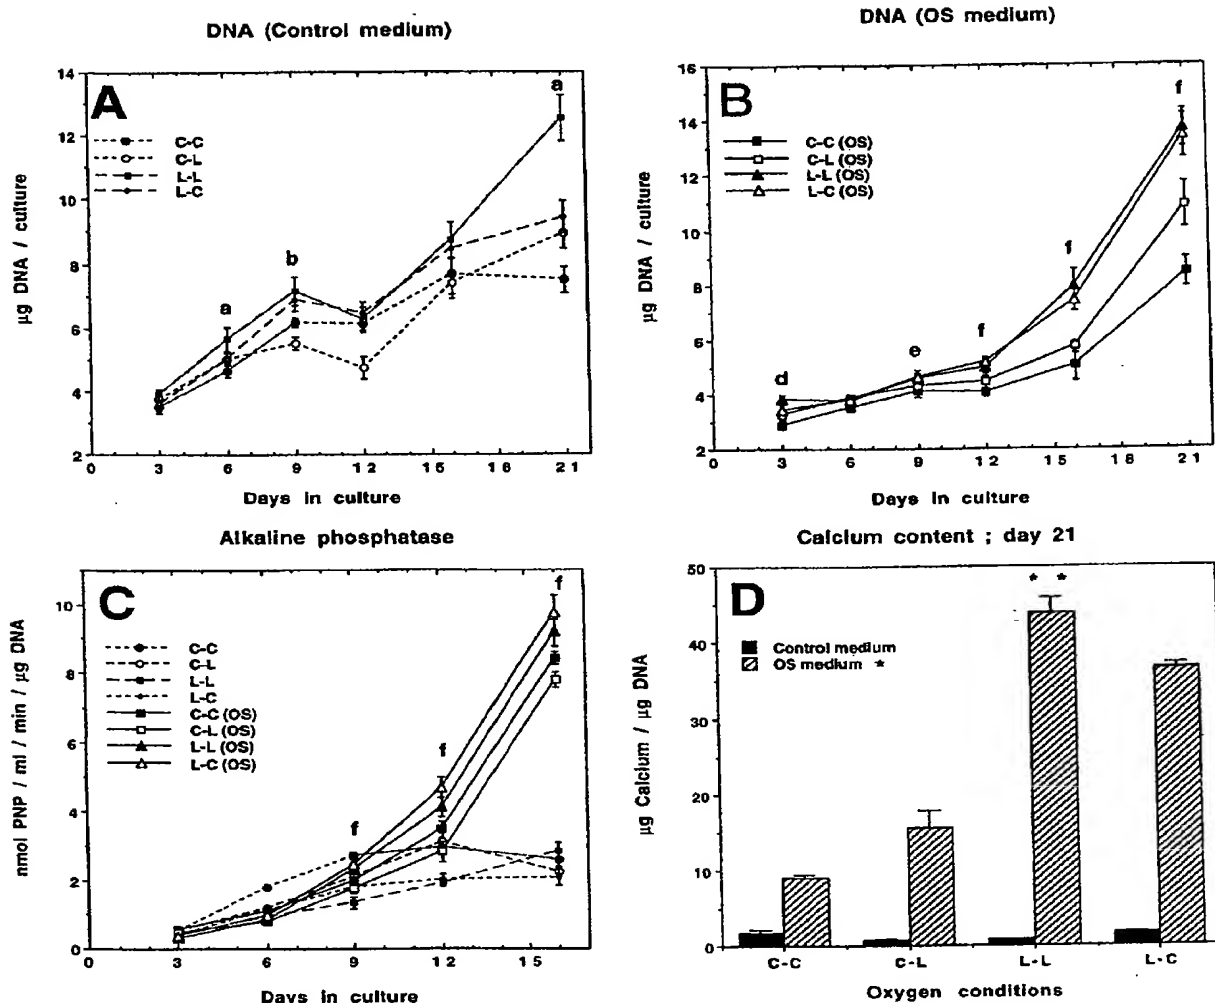 DNA (Control medium)
A
a
b
a
C-C
C-L
L-L
L-C
14
12
10
8
6
4
2
0 3 6 9 12 15 18 21
µg DNA / culture
Days in culture
DNA (OS medium)
B
d
e
f
f
f
C-C (OS)
C-L (OS)
L-L (OS)
L-C (OS)
16
14
12
10
8
6
4
2
0 3 6 9 12 15 18 21
µg DNA / culture
Days in culture
Alkaline phosphatase
C
f
f
f
C-C
C-L
L-L
L-C
C-C (OS)
C-L (OS)
L-L (OS)
L-C (OS)
10
8
6
4
2
0
0 3 6 9 12 15
nmol PNP / ml / min / µg DNA
Days in culture
Calcium content ; day 21
D
* *
Control medium
OS medium *
50
40
30
20
10
0
C-C C-L L-L L-C
µg Calcium / µg DNA
Oxygen conditions